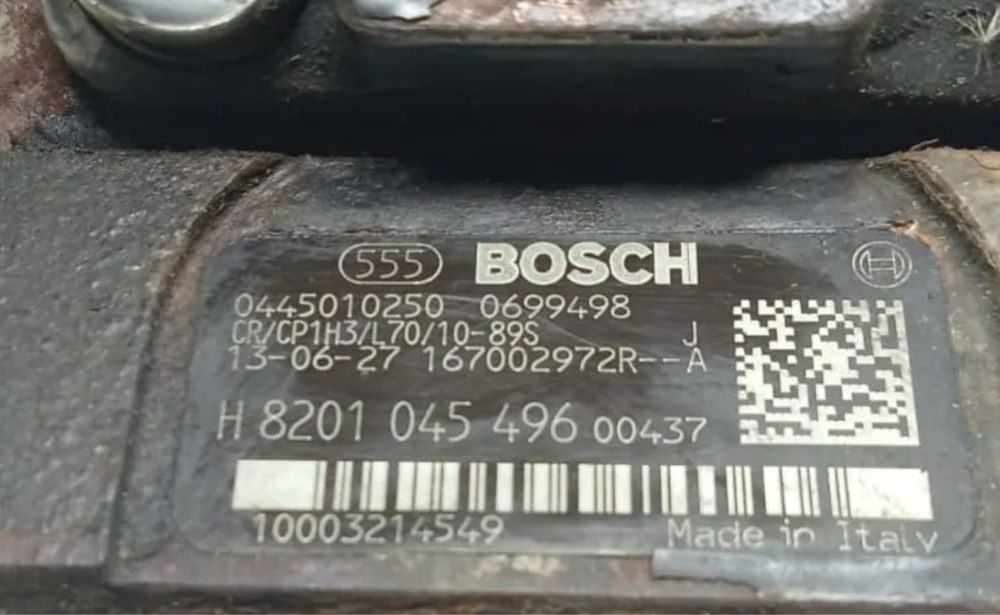 555 BOSCH
0445010250 0699498
CR/CP1H3/L70/10-89S J
13-06-27 167002972R--A
H 8201 045 496 00437
10003214549 Made in Italy